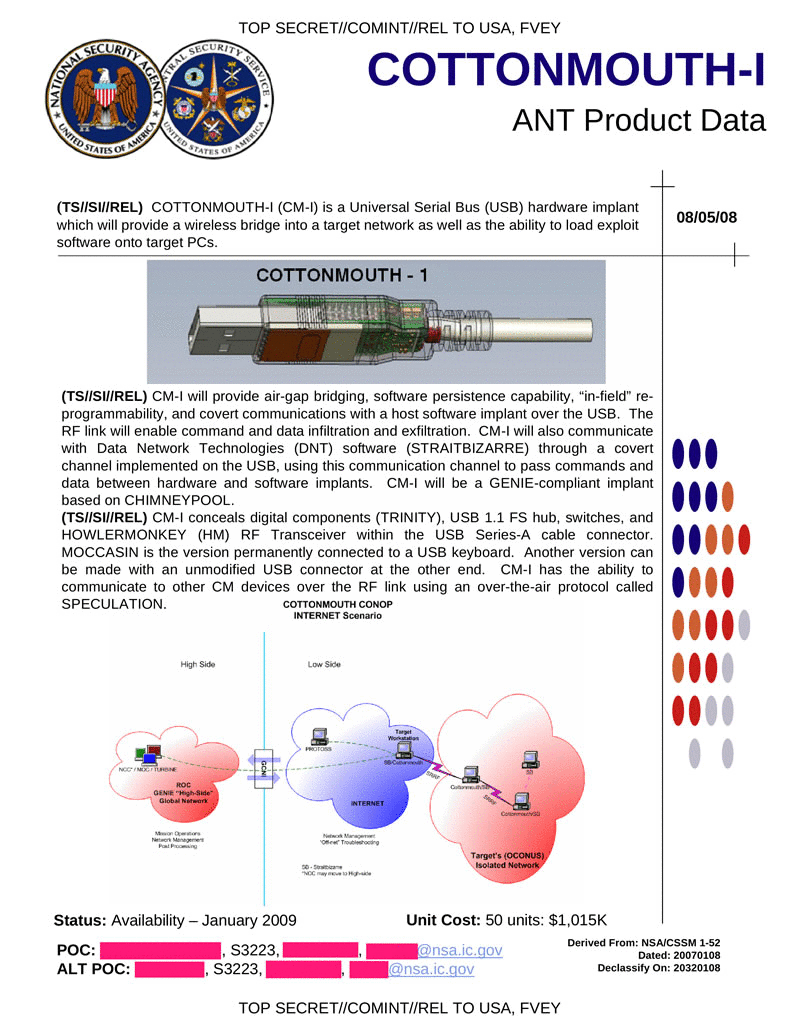 TOP SECRET//COMINT//REL TO USA, FVEY
NATIONAL SECURITY AGENCY
UNITED STATES OF AMERICA
CENTRAL SECURITY SERVICE
UNITED STATES OF AMERICA
COTTONMOUTH-I
ANT Product Data
(TS//SI//REL) COTTONMOUTH-I (CM-I) is a Universal Serial Bus (USB) hardware implant
which will provide a wireless bridge into a target network as well as the ability to load exploit
software onto target PCs.
08/05/08
COTTONMOUTH - 1
(TS//SI//REL) CM-I will provide air-gap bridging, software persistence capability, “in-field” re-
programmability, and covert communications with a host software implant over the USB. The
RF link will enable command and data infiltration and exfiltration. CM-I will also communicate
with Data Network Technologies (DNT) software (STRAITBIZARRE) through a covert
channel implemented on the USB, using this communication channel to pass commands and
data between hardware and software implants. CM-I will be a GENIE-compliant implant
based on CHIMNEYPOOL.
(TS//SI//REL) CM-I conceals digital components (TRINITY), USB 1.1 FS hub, switches, and
HOWLERMONKEY (HM) RF Transceiver within the USB Series-A cable connector.
MOCCASIN is the version permanently connected to a USB keyboard. Another version can
be made with an unmodified USB connector at the other end. CM-I has the ability to
communicate to other CM devices over the RF link using an over-the-air protocol called
SPECULATION.
COTTONMOUTH CONOP
INTERNET Scenario
High Side
Low Side
NCC* / MOC / TURBINE
ROC
GENIE “High-Side”
Global Network
Mission Operations
Network Management
Post Processing
PROTOSS
Target
Workstation
SB/Cottonmouth
INTERNET
Network Management
"Off-net" Troubleshooting
SB - Straitbizarre
*NOC may move to High-side
SRRF
Cottonmouth/SB
SRRF
SB
Cottonmouth/SB
Target's (OCONUS)
Isolated Network
Status: Availability – January 2009
Unit Cost: 50 units: $1,015K
POC: , S3223, , @nsa.ic.gov
ALT POC: , S3223, , @nsa.ic.gov
Derived From: NSA/CSSM 1-52
Dated: 20070108
Declassify On: 20320108
TOP SECRET//COMINT//REL TO USA, FVEY